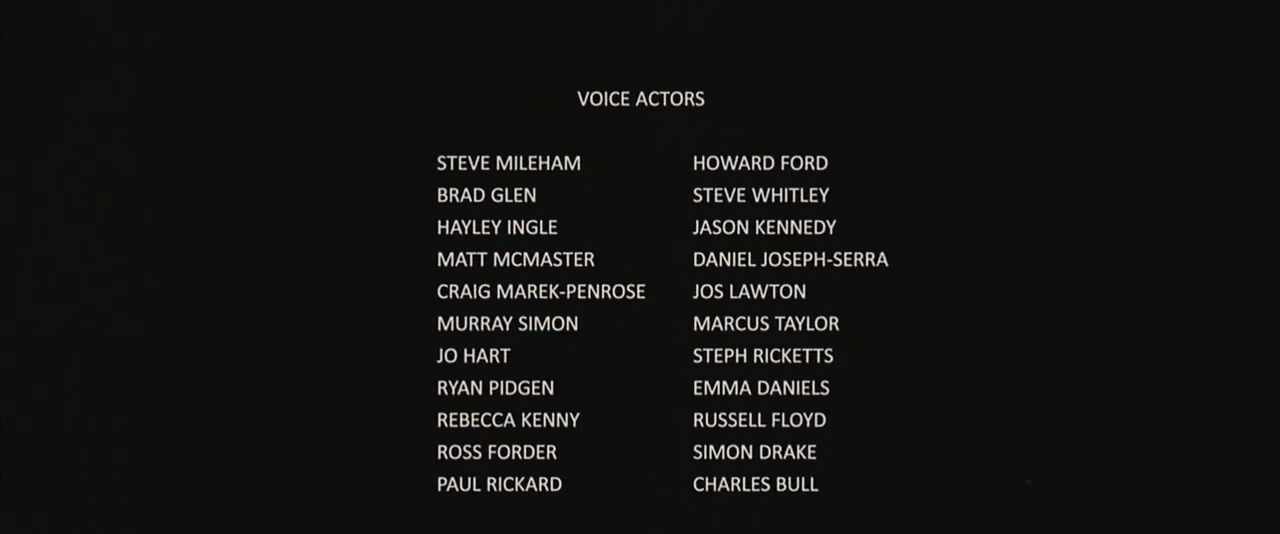 VOICE ACTORS
STEVE MILEHAM
BRAD GLEN
HAYLEY INGLE
MATT MCMASTER
CRAIG MAREK-PENROSE
MURRAY SIMON
JO HART
RYAN PIDGEN
REBECCA KENNY
ROSS FORDER
PAUL RICKARD
HOWARD FORD
STEVE WHITLEY
JASON KENNEDY
DANIEL JOSEPH-SERRA
JOS LAWTON
MARCUS TAYLOR
STEPH RICKETTS
EMMA DANIELS
RUSSELL FLOYD
SIMON DRAKE
CHARLES BULL